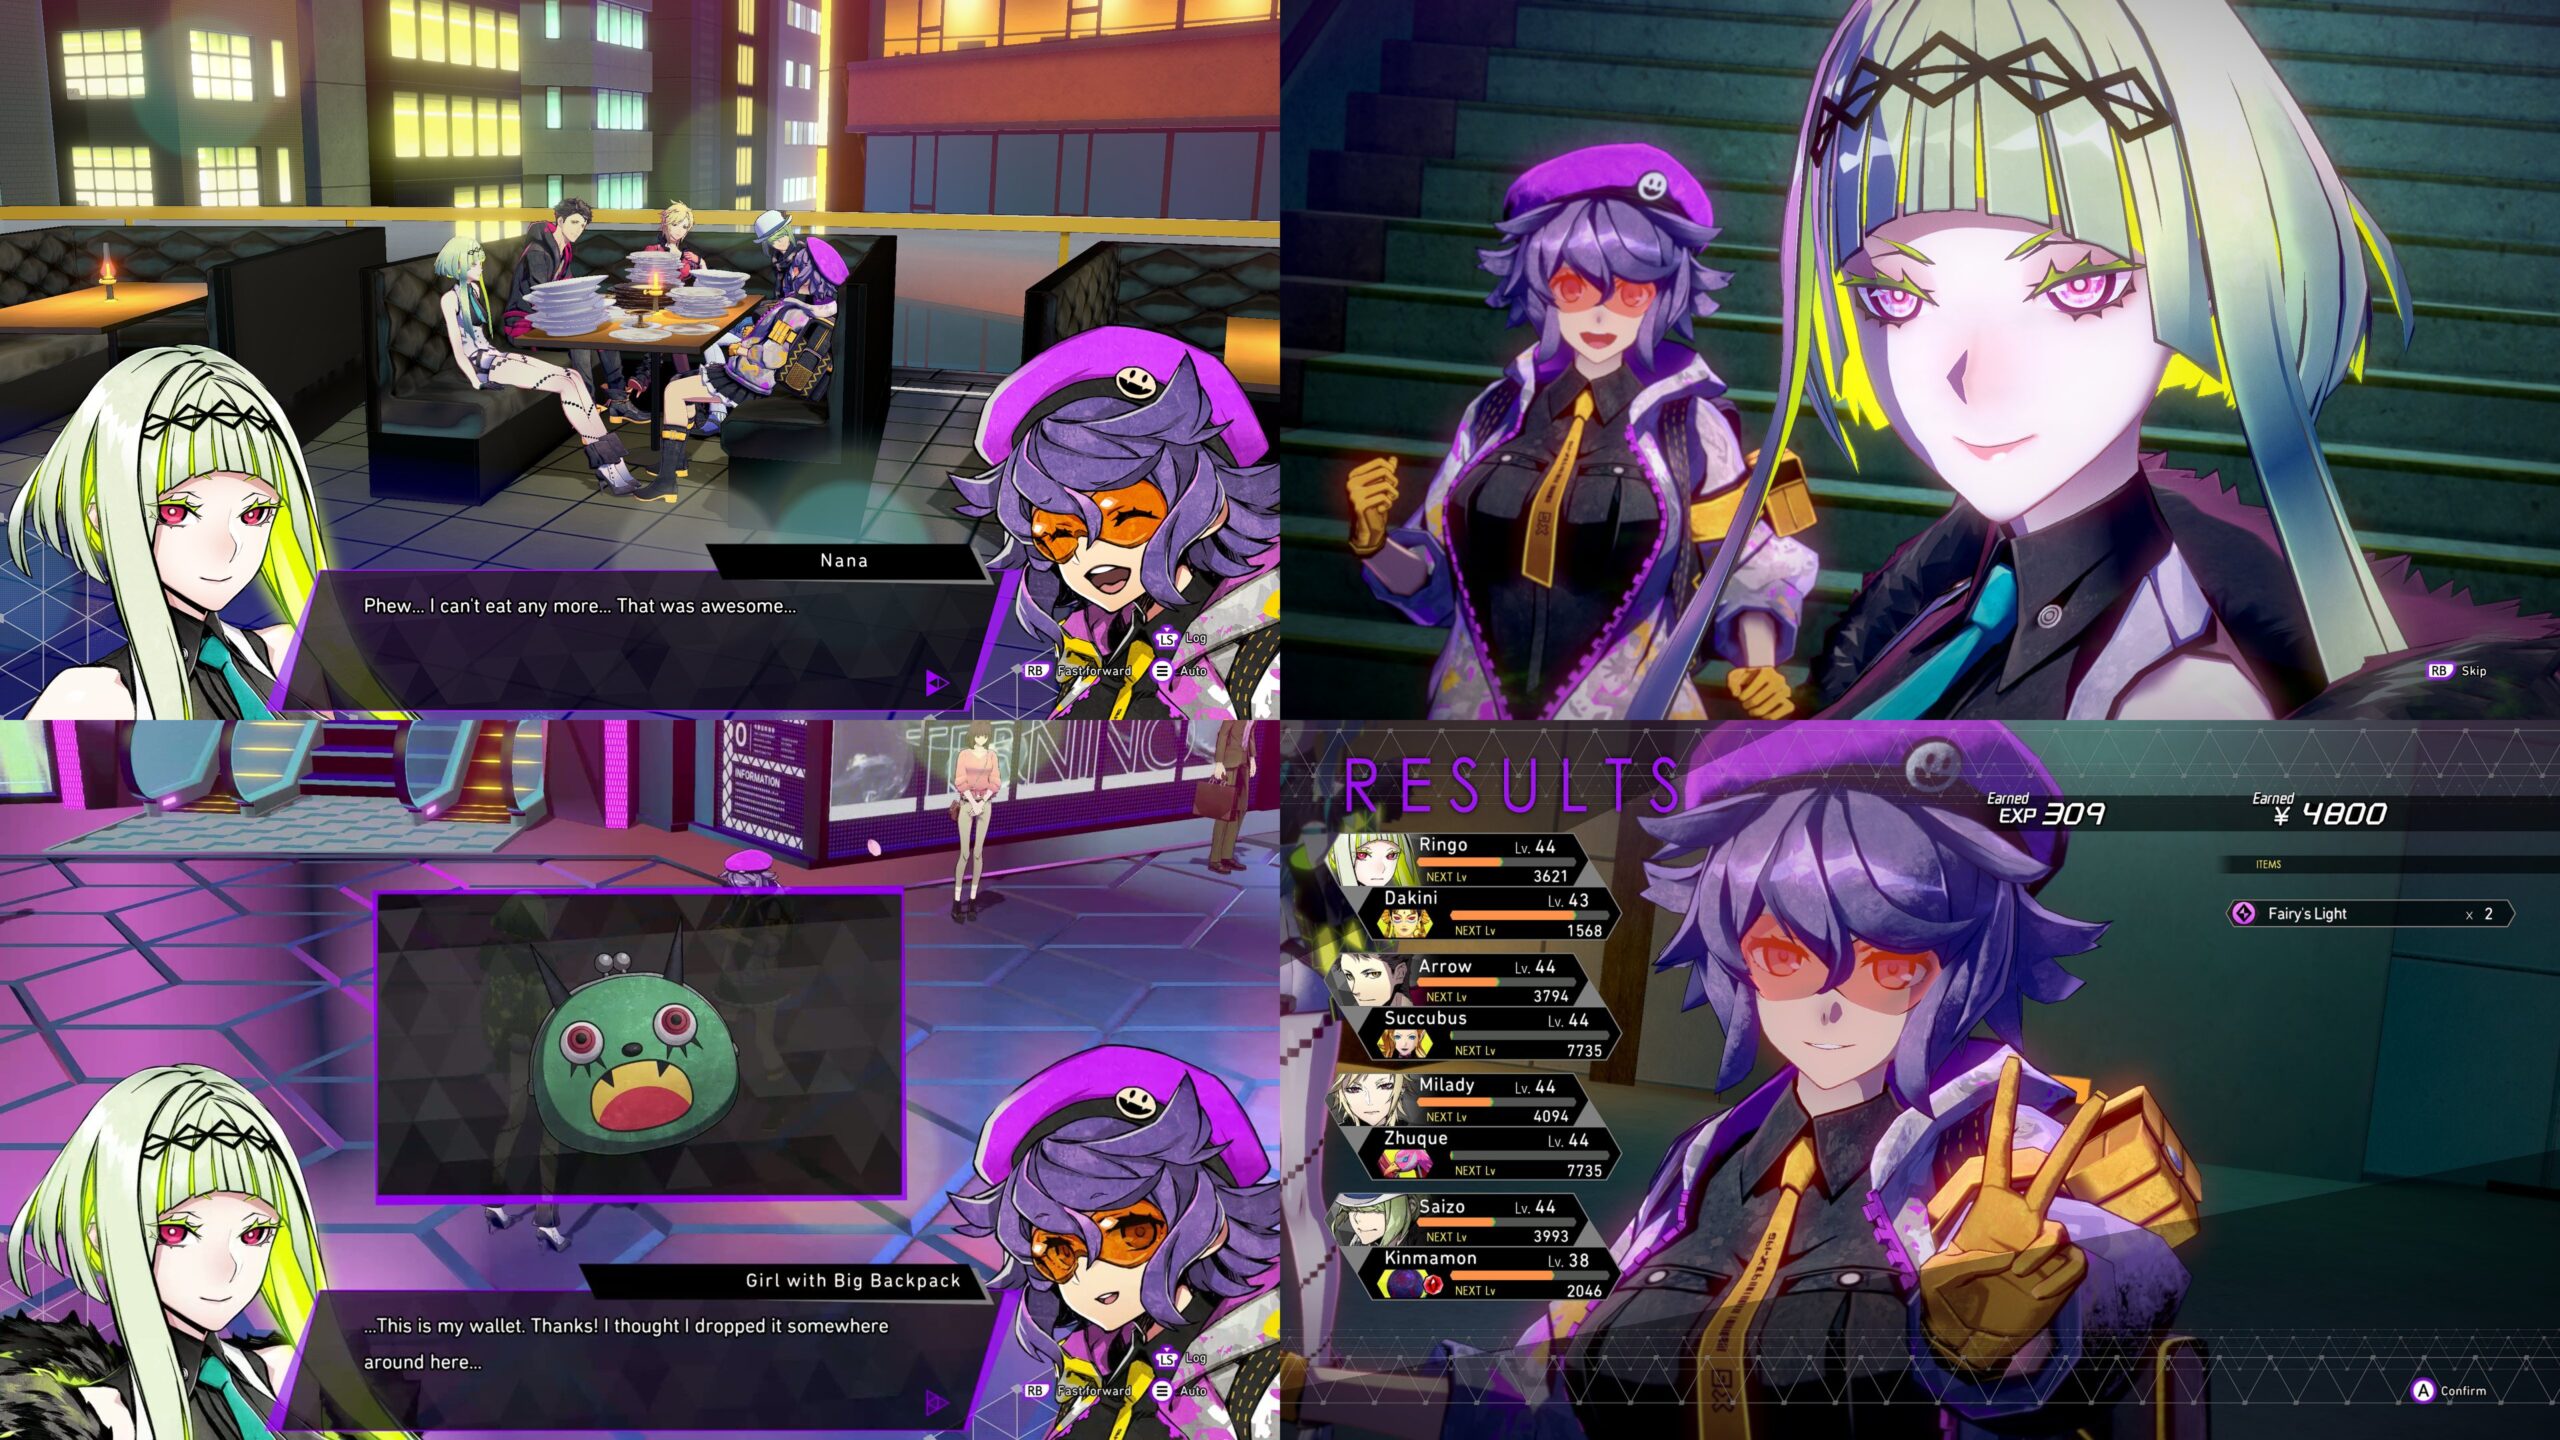 Nana
Phew... I can't eat any more... That was awesome...
LS Log
RB Fast forward
Auto
RB Skip
INFORMATION
Girl with Big Backpack
...This is my wallet. Thanks! I thought I dropped it somewhere
around here...
LS Log
RB Fast forward
Auto
RESULTS
Earned
EXP 309
Earned
¥ 4800
ITEMS
Fairy's Light x 2
Ringo Lv. 44
NEXT Lv 3621
Dakini Lv. 43
NEXT Lv 1568
Arrow Lv. 44
NEXT Lv 3794
Succubus Lv. 44
NEXT Lv 7735
Milady Lv. 44
NEXT Lv 4094
Zhuque Lv. 44
NEXT Lv 7735
Saizo Lv. 44
NEXT Lv 3993
Kinmamon Lv. 38
NEXT Lv 2046
A Confirm